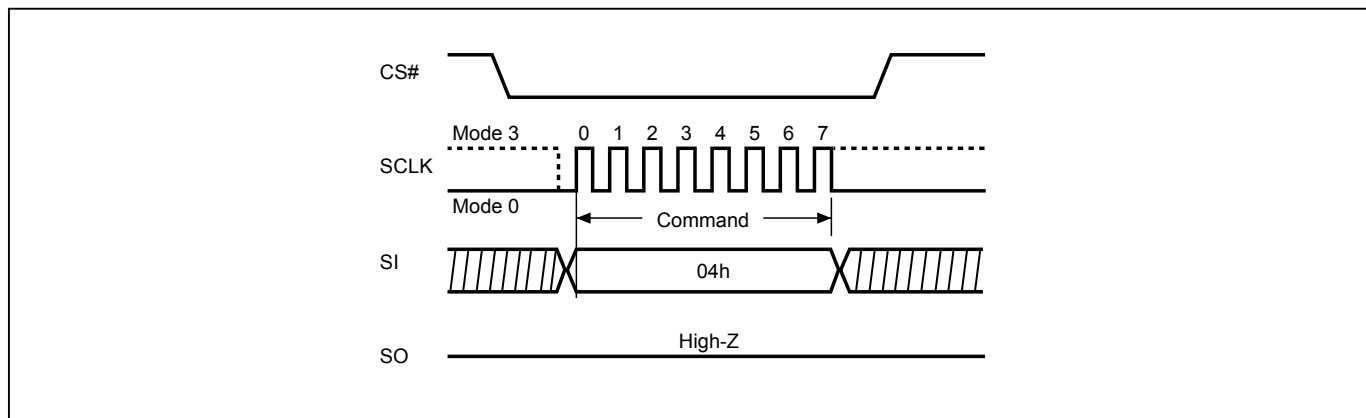 CS#
Mode 3 0 1 2 3 4 5 6 7
SCLK
Mode 0
Command
SI
04h
High-Z
SO